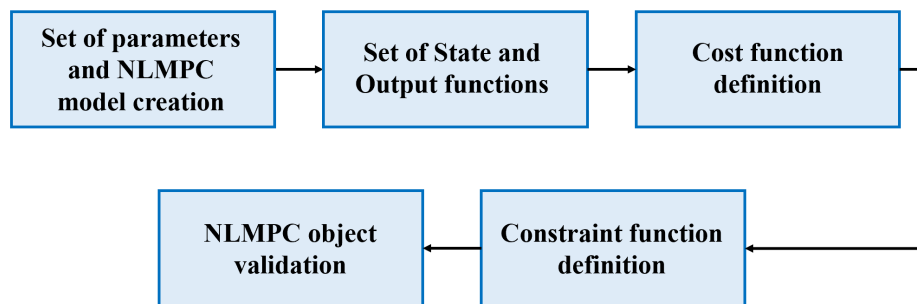 Set of parameters
and NLMPC
model creation
Set of State and
Output functions
Cost function
definition
Constraint function
definition
NLMPC object
validation